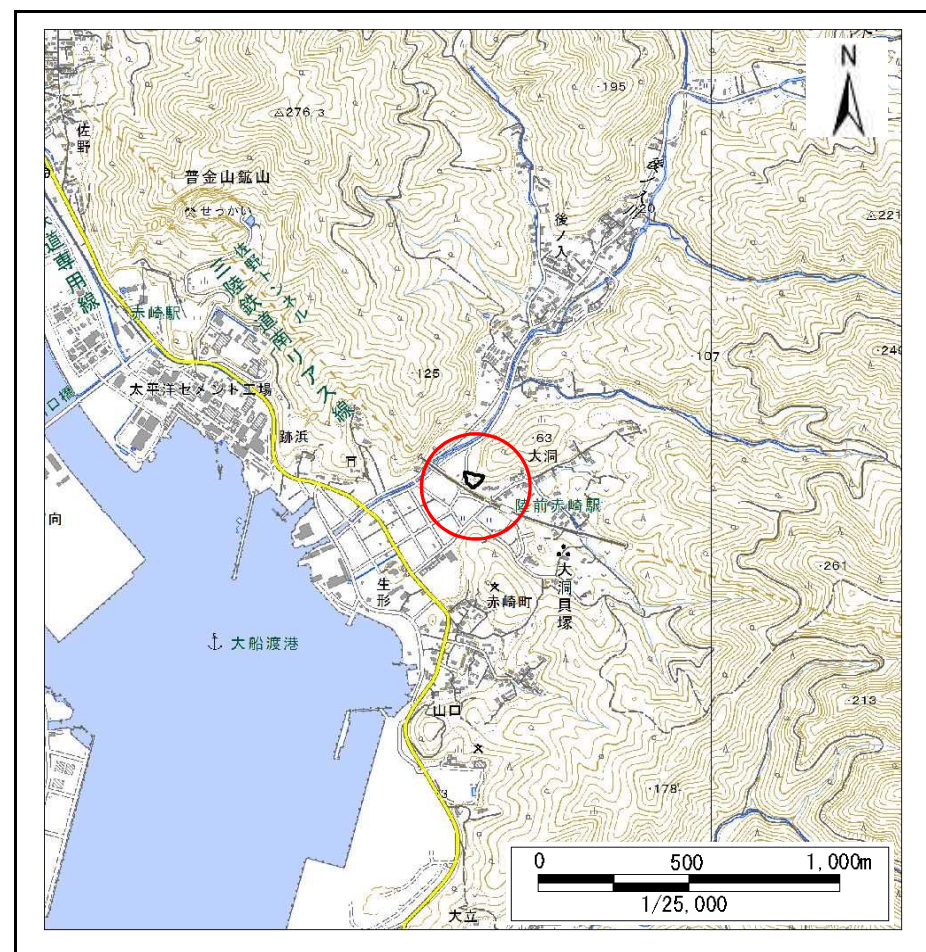 N
・195
△276.3
佐野
普金山鉱山
せっかい
後ノ入
20
△221
佐野トンネル
三陸鉄道南リアス線
道専用線
赤崎駅
・107
125
太平洋セメント工場
口橋
跡浜
・63
大洞
陸前赤崎駅
向
生形
赤崎町
大洞貝塚
・261
大船渡港
・213
山口
・178
3
大立
0 500 1,000m
1/25,000